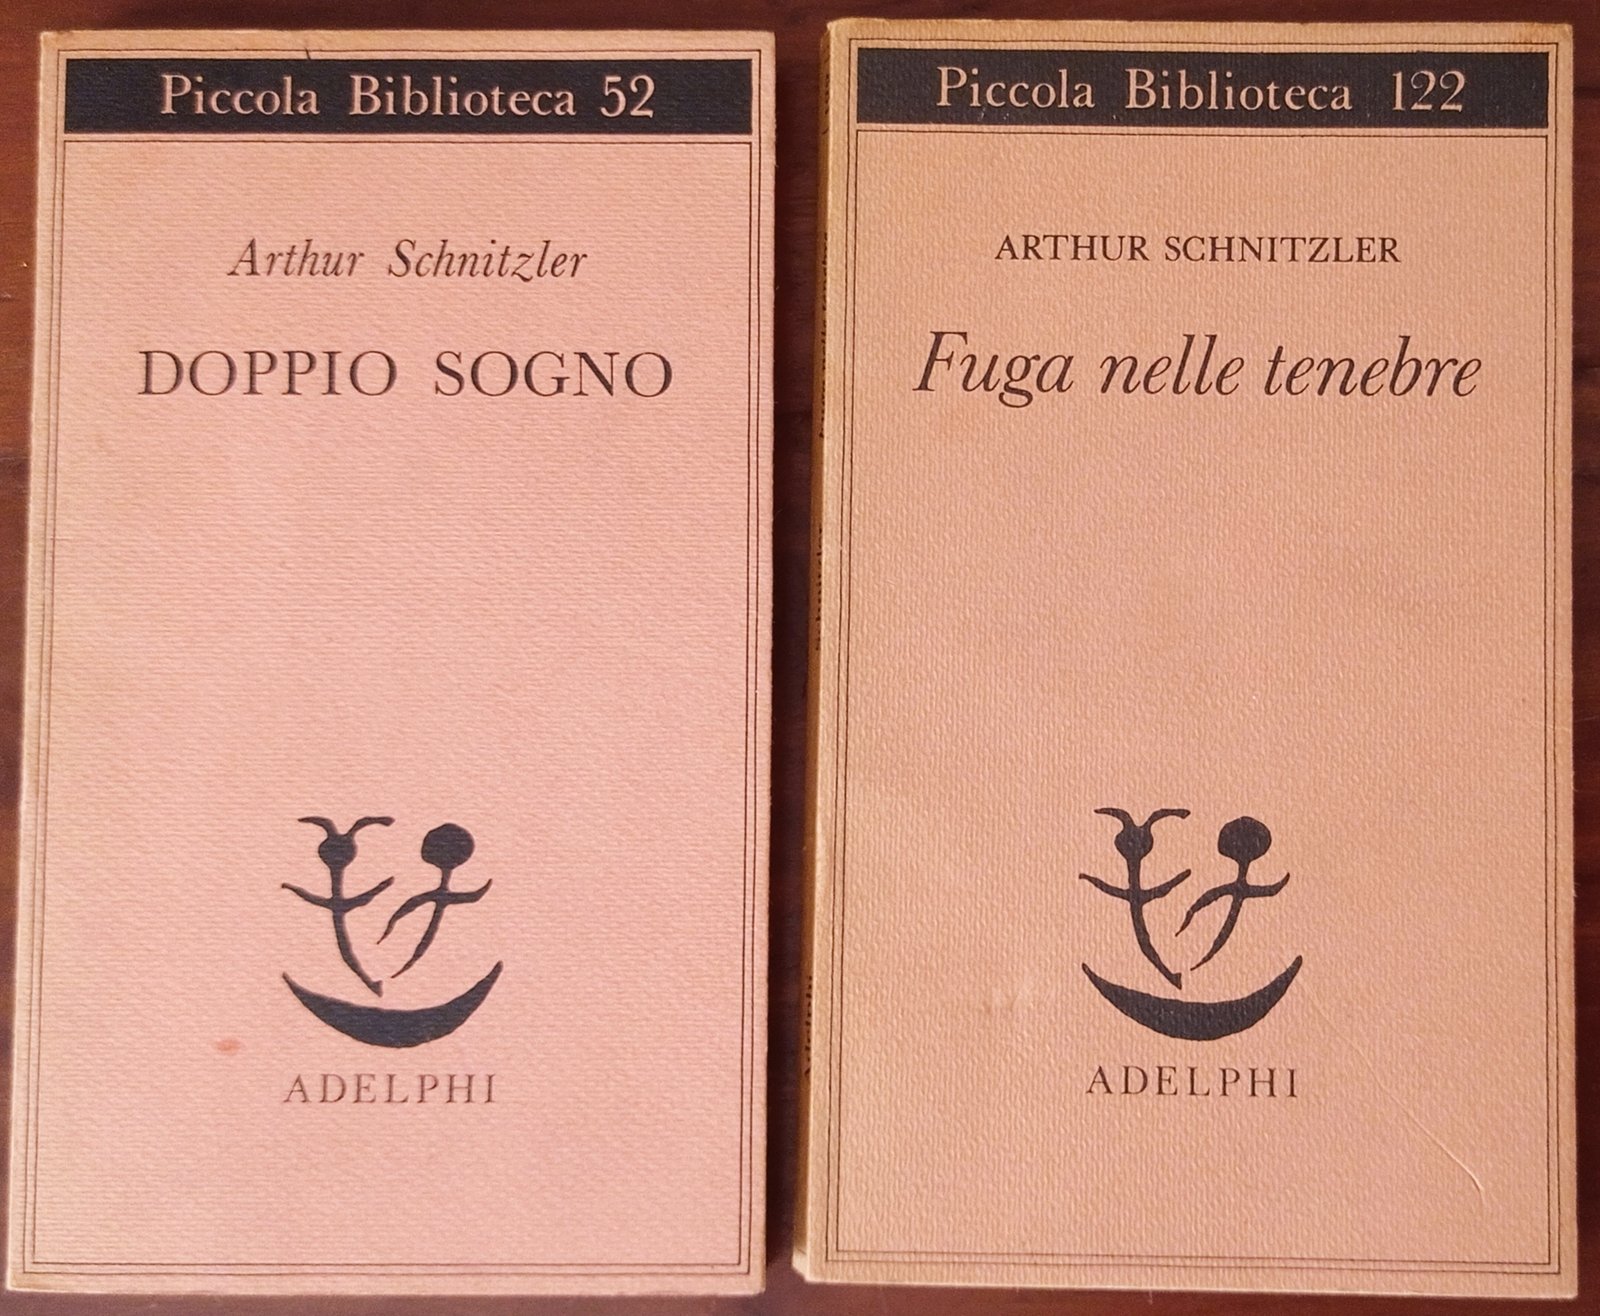 Piccola Biblioteca 52
Arthur Schnitzler
DOPPIO SOGNO
ADELPHI
Piccola Biblioteca 122
ARTHUR SCHNITZLER
Fuga nelle tenebre
ADELPHI